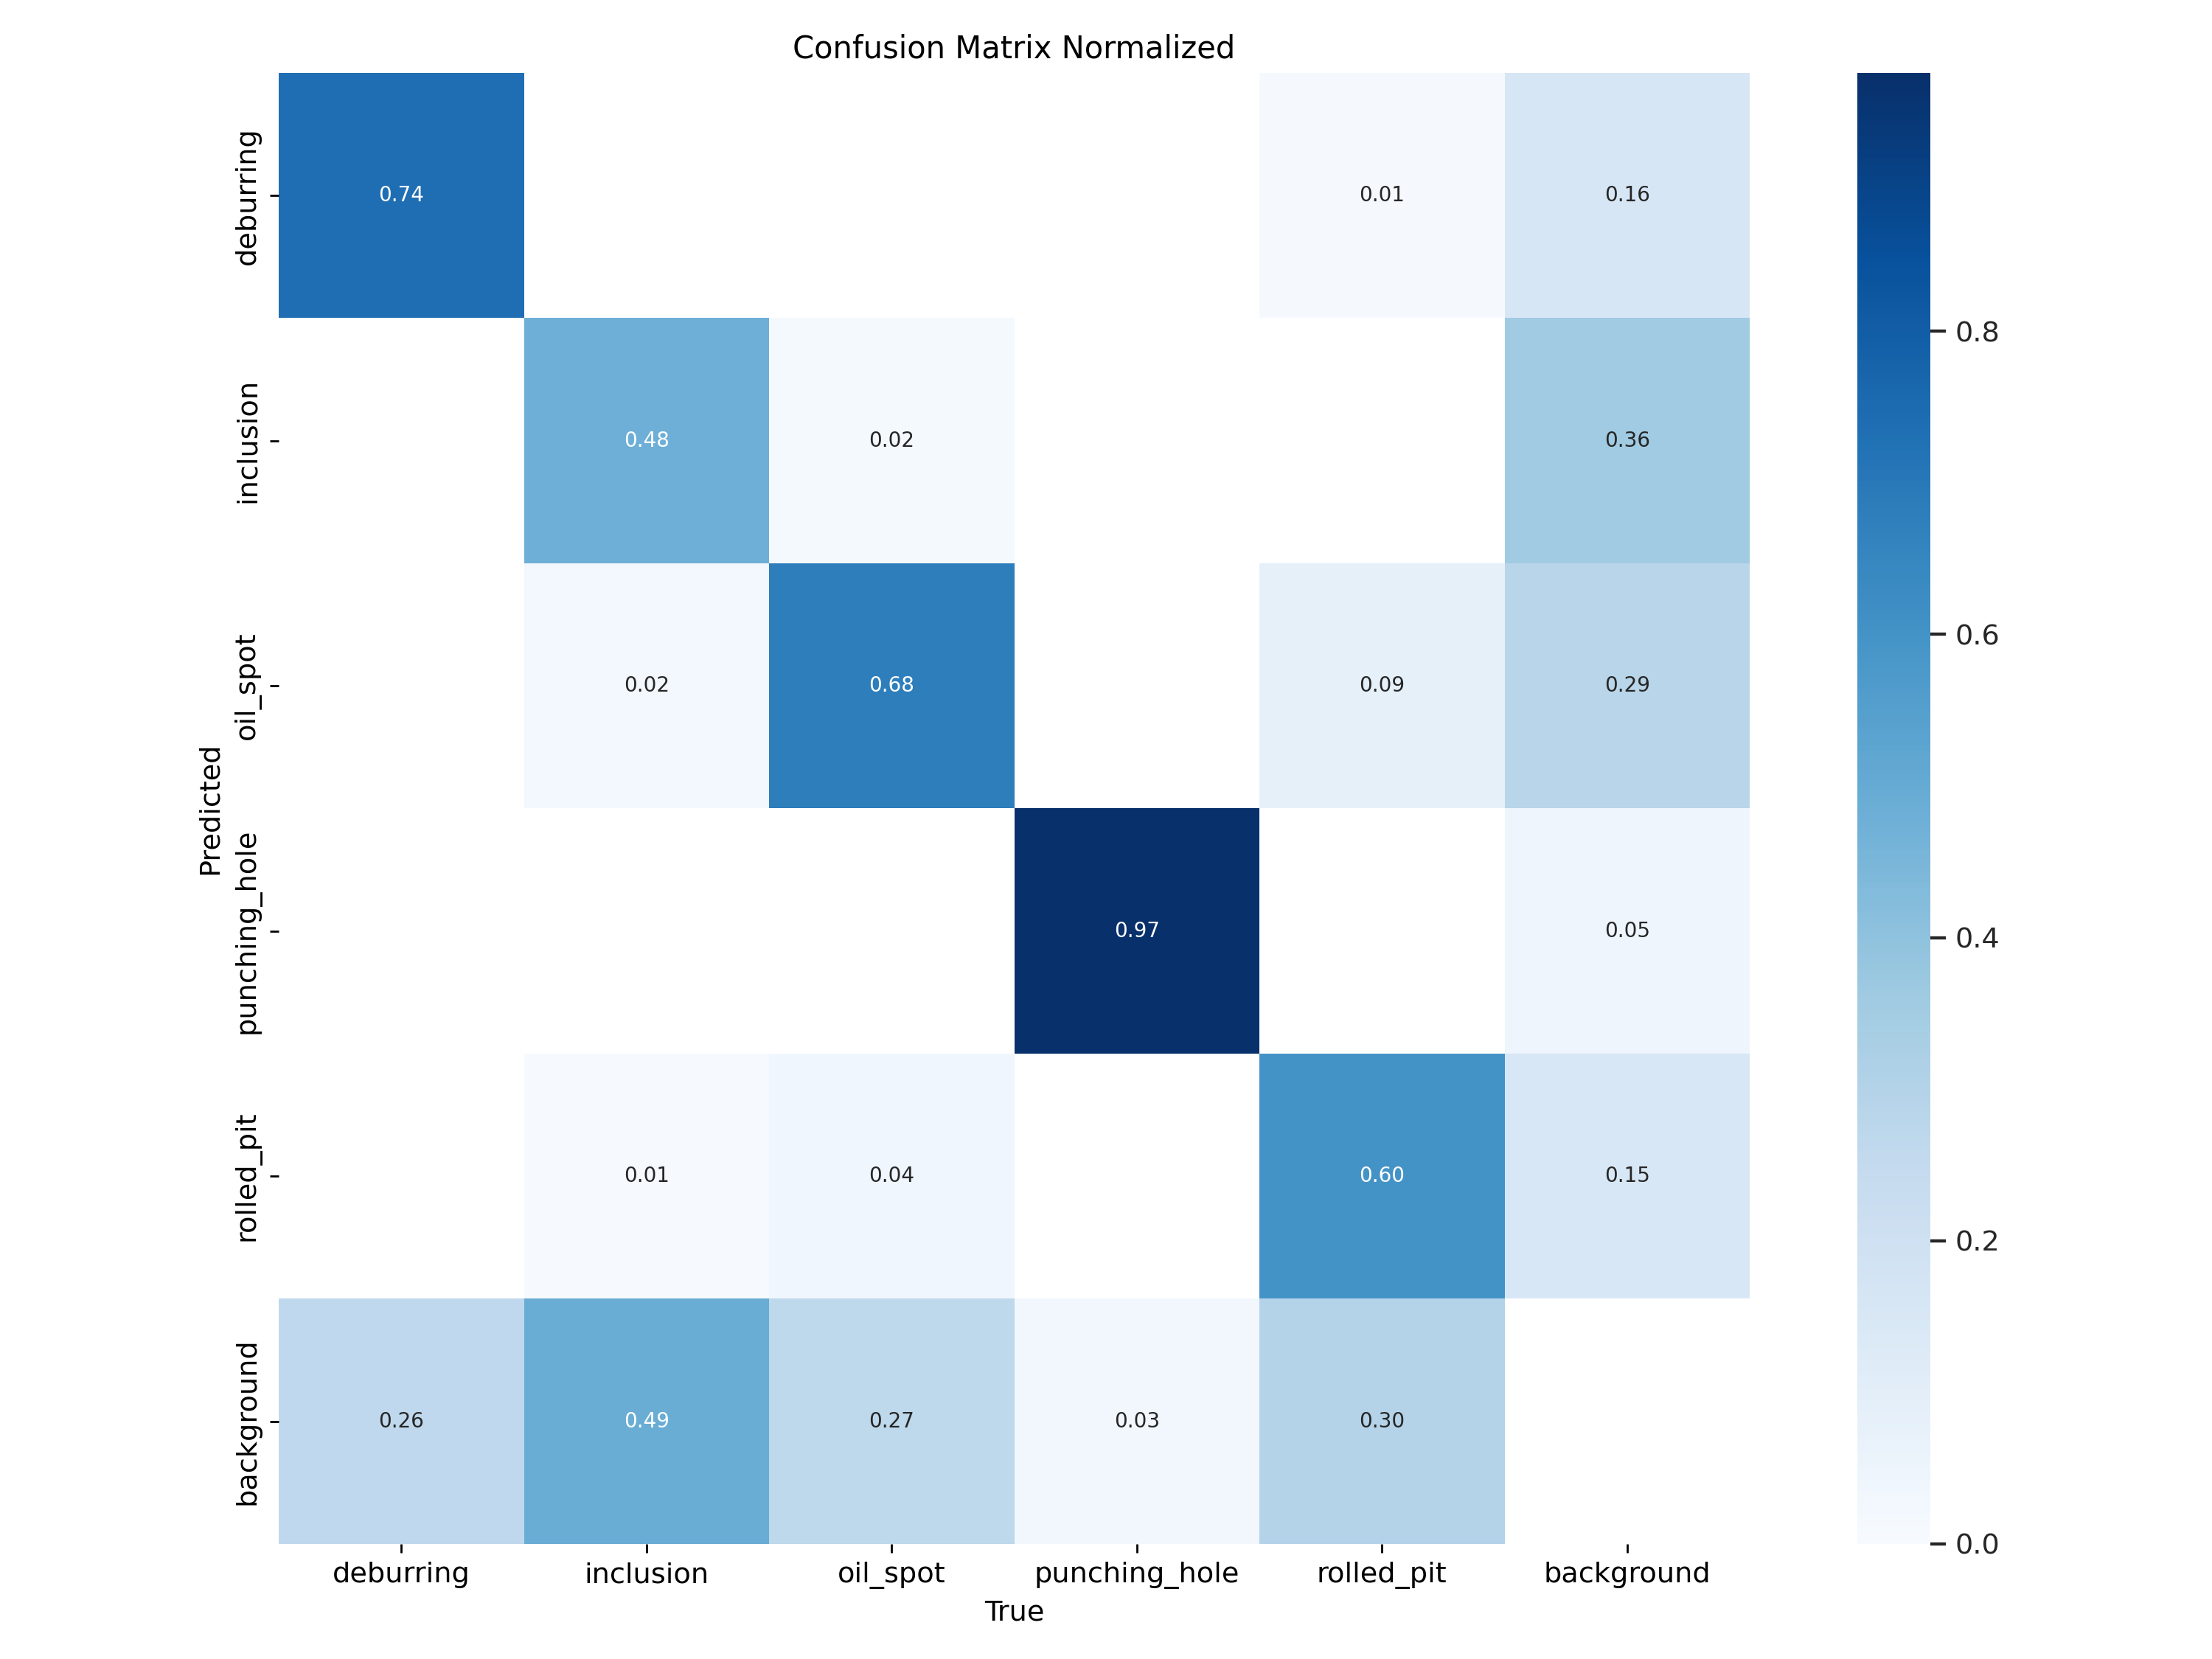 Confusion Matrix Normalized
deburring
0.74
0.01
0.16
0.8
inclusion
0.48
0.02
0.36
0.6
oil_spot
0.02
0.68
0.09
0.29
Predicted
punching_hole
0.97
0.05
0.4
rolled_pit
0.01
0.04
0.60
0.15
0.2
background
0.26
0.49
0.27
0.03
0.30
0.0
deburring
inclusion
oil_spot
punching_hole
rolled_pit
background
True